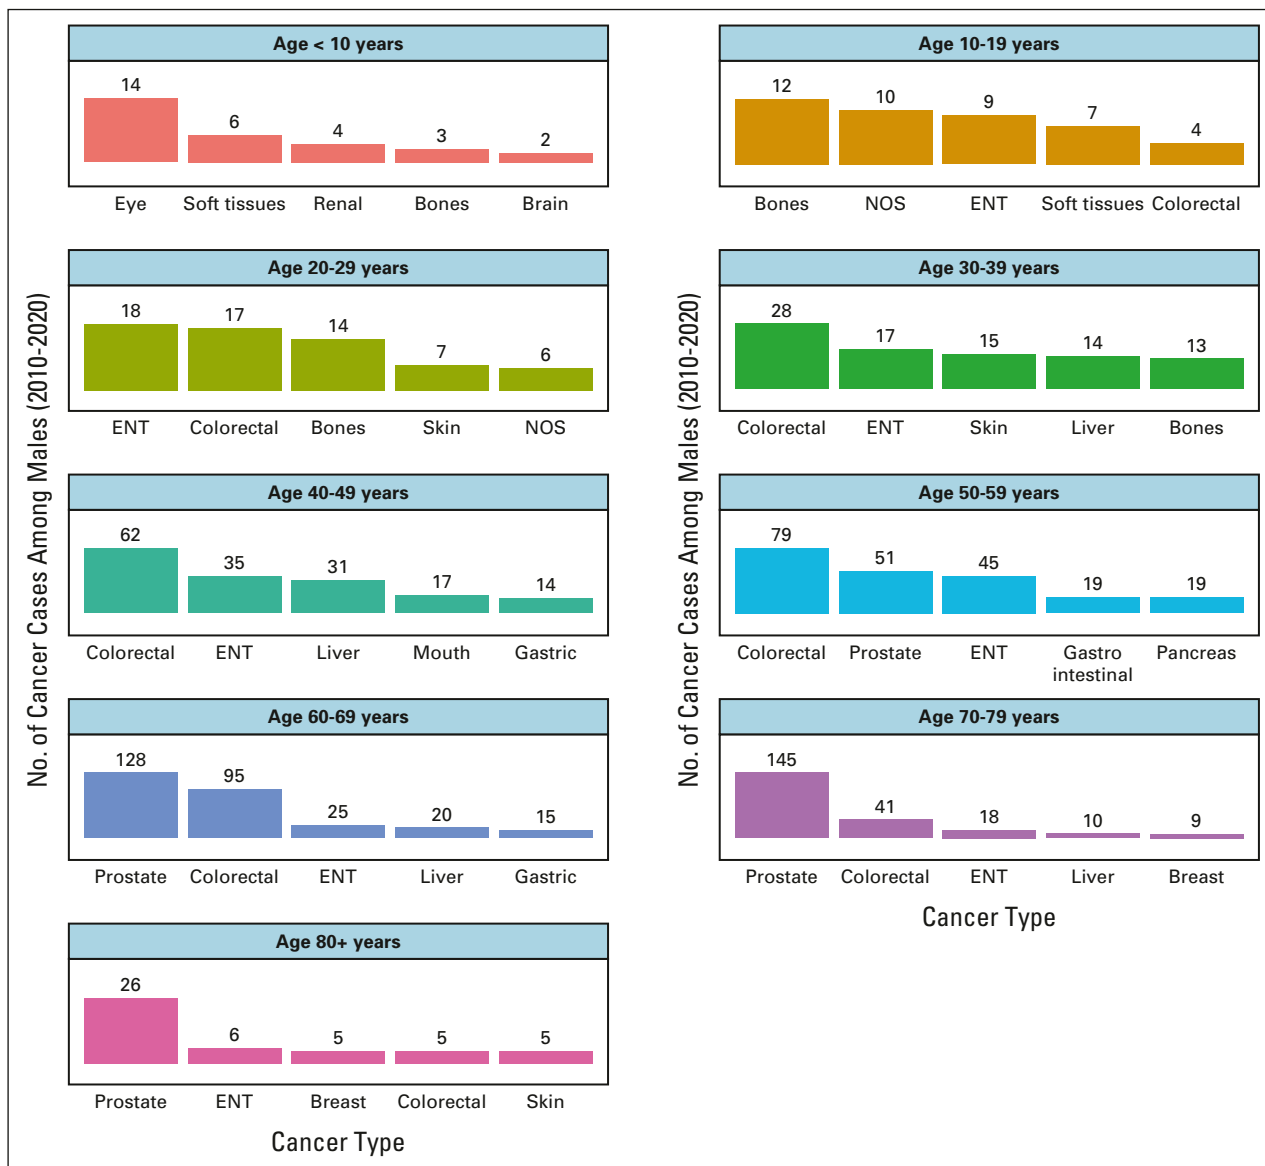 No. of Cancer Cases Among Males (2010-2020)
Age < 10 years
14
6
4
3
2
Eye Soft tissues Renal Bones Brain
Age 20-29 years
18
17
14
7
6
ENT Colorectal Bones Skin NOS
Age 40-49 years
62
35
31
17
14
Colorectal ENT Liver Mouth Gastric
Age 60-69 years
128
95
25
20
15
Prostate Colorectal ENT Liver Gastric
Age 80+ years
26
6
5
5
5
Prostate ENT Breast Colorectal Skin
Cancer Type
No. of Cancer Cases Among Males (2010-2020)
Age 10-19 years
12
10
9
7
4
Bones NOS ENT Soft tissues Colorectal
Age 30-39 years
28
17
15
14
13
Colorectal ENT Skin Liver Bones
Age 50-59 years
79
51
45
19
19
Colorectal Prostate ENT Gastro Pancreas
intestinal
Age 70-79 years
145
41
18
10
9
Prostate Colorectal ENT Liver Breast
Cancer Type